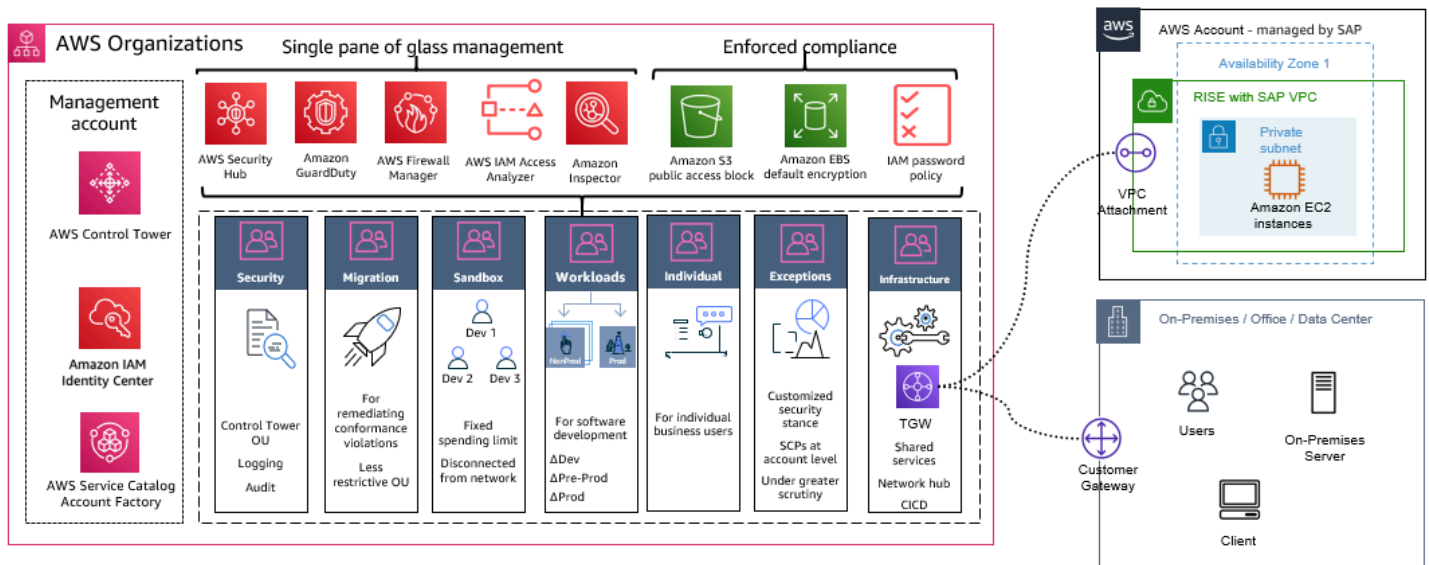 AWS Organizations
Single pane of glass management
Enforced compliance
Management
account
AWS Control Tower
Amazon IAM
Identity Center
AWS Service Catalog
Account Factory
AWS Security
Hub
Amazon
GuardDuty
AWS Firewall
Manager
AWS IAM Access
Analyzer
Amazon
Inspector
Amazon S3
public access block
Amazon EBS
default encryption
IAM password
policy
Security
Control Tower
OU
Logging
Audit
Migration
For
remediating
conformance
violations
Less
restrictive OU
Sandbox
Dev 1
Dev 2
Dev 3
Fixed
spending limit
Disconnected
from network
Workloads
NonProd
Prod
For software
development
ΔDev
ΔPre-Prod
ΔProd
Individual
For individual
business users
Exceptions
Customized
security
stance
SCPs at
account level
Under greater
scrutiny
Infrastructure
TGW
Shared
services
Network hub
CICD
aws
AWS Account - managed by SAP
Availability Zone 1
RISE with SAP VPC
Private
subnet
Amazon EC2
instances
VPC
Attachment
On-Premises / Office / Data Center
Users
On-Premises
Server
Customer
Gateway
Client